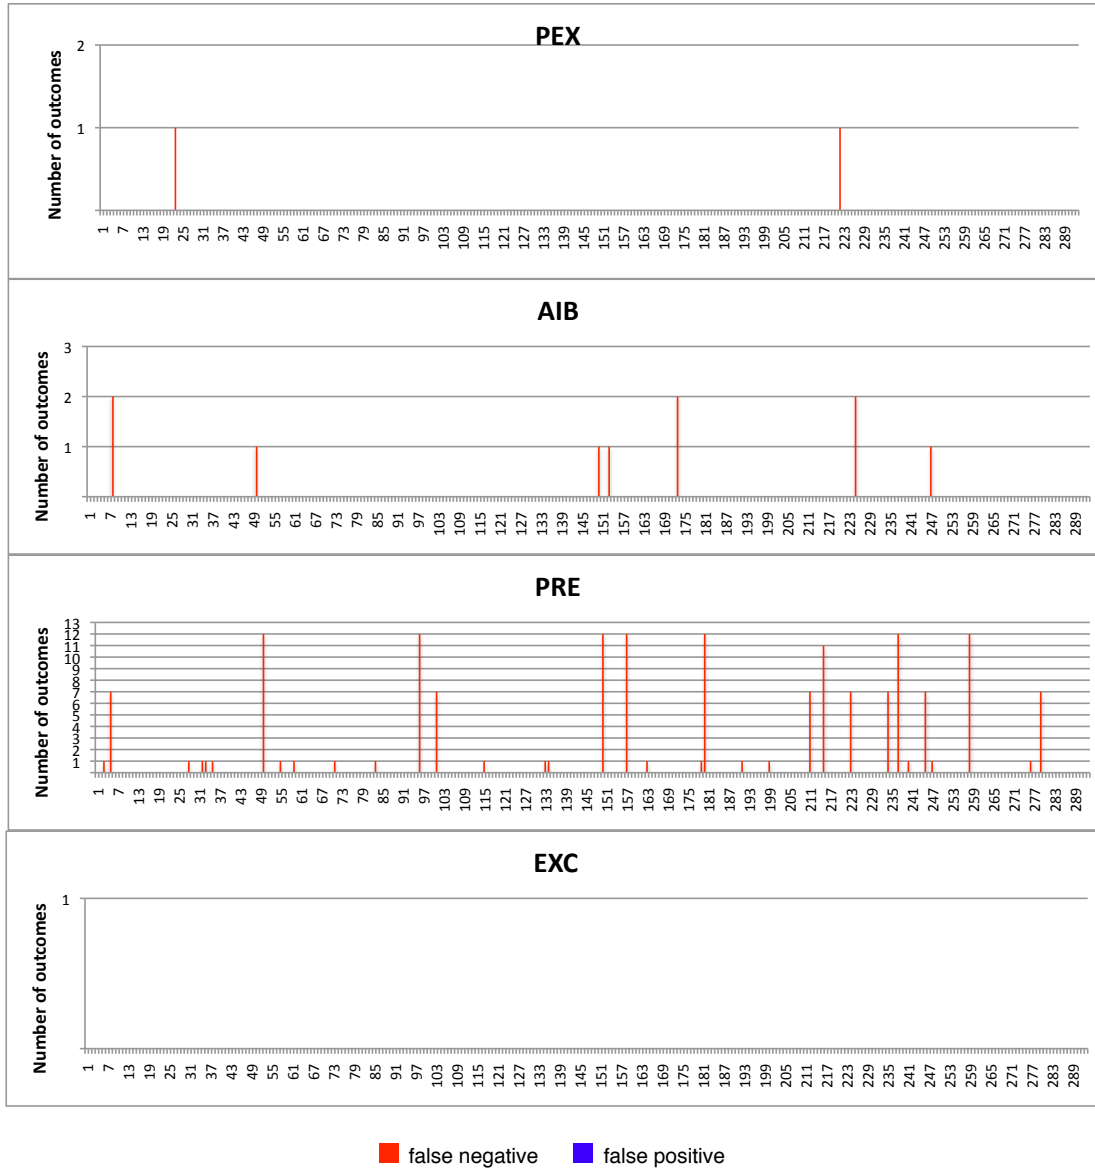 PEX
Number of outcomes
2
1
1 7 13 19 25 31 37 43 49 55 61 67 73 79 85 91 97 103 109 115 121 127 133 139 145 151 157 163 169 175 181 187 193 199 205 211 217 223 229 235 241 247 253 259 265 271 277 283 289
AIB
Number of outcomes
3
2
1
1 7 13 19 25 31 37 43 49 55 61 67 73 79 85 91 97 103 109 115 121 127 133 139 145 151 157 163 169 175 181 187 193 199 205 211 217 223 229 235 241 247 253 259 265 271 277 283 289
PRE
Number of outcomes
13
12
11
10
9
8
7
6
5
4
3
2
1
1 7 13 19 25 31 37 43 49 55 61 67 73 79 85 91 97 103 109 115 121 127 133 139 145 151 157 163 169 175 181 187 193 199 205 211 217 223 229 235 241 247 253 259 265 271 277 283 289
EXC
Number of outcomes
1
1 7 13 19 25 31 37 43 49 55 61 67 73 79 85 91 97 103 109 115 121 127 133 139 145 151 157 163 169 175 181 187 193 199 205 211 217 223 229 235 241 247 253 259 265 271 277 283 289
false negative false positive